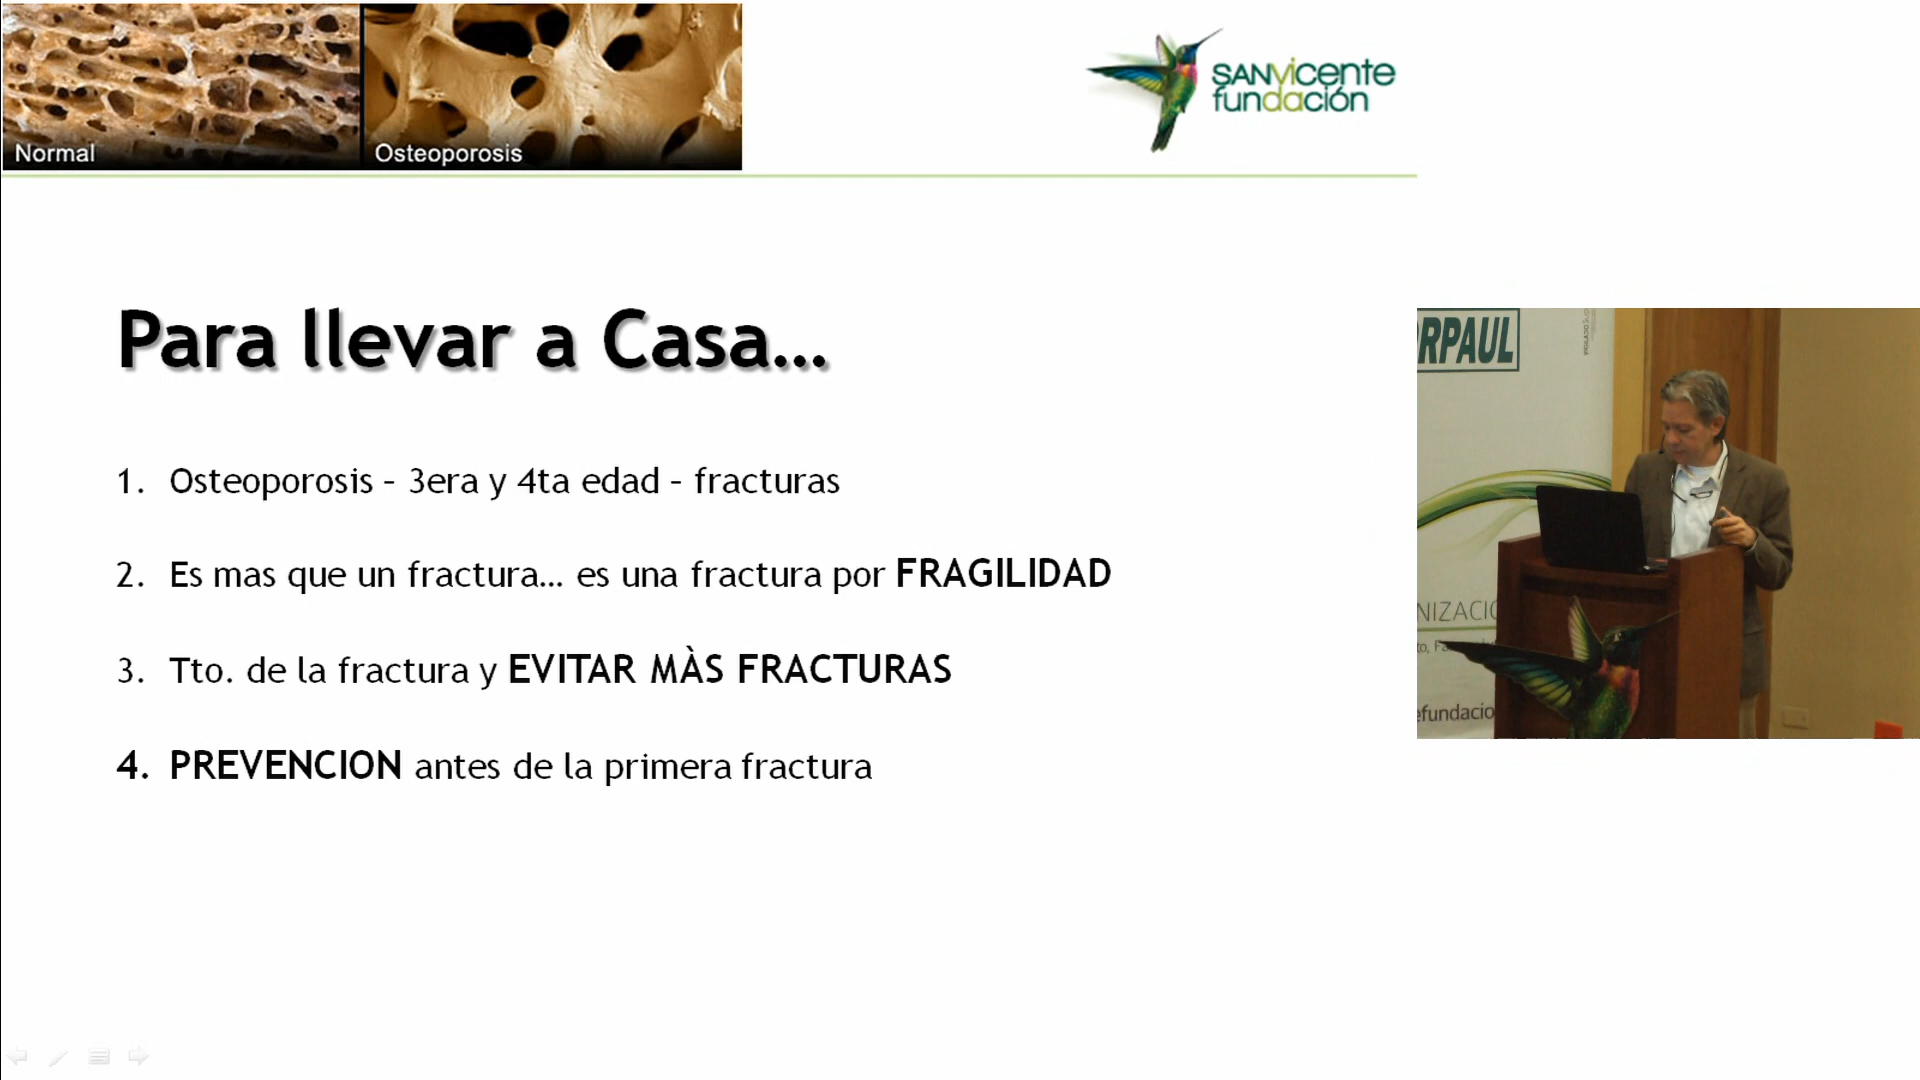 Normal
Osteoporosis
SANVicente
fundación
Para llevar a Casa...
1. Osteoporosis – 3era y 4ta edad – fracturas
2. Es mas que un fractura... es una fractura por FRAGILIDAD
3. Tto. de la fractura y EVITAR MÀS FRACTURAS
4. PREVENCION antes de la primera fractura
RPAUL
NIZACIO
efundacio